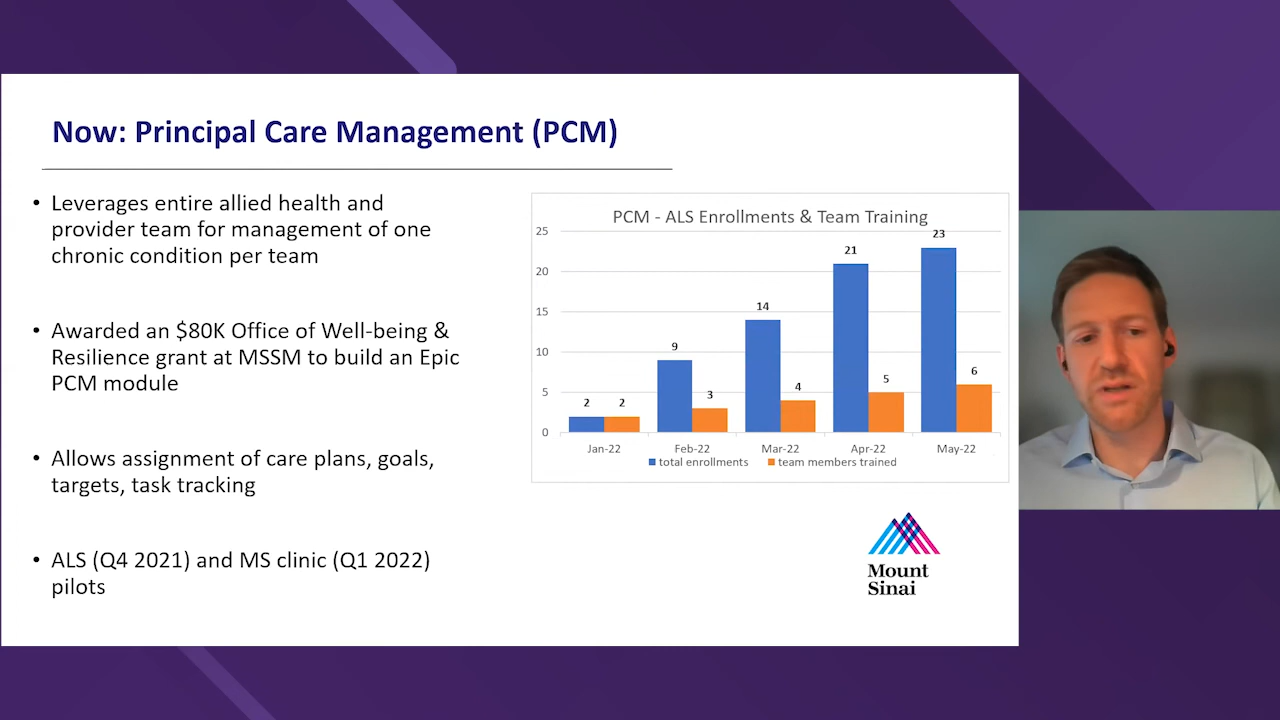 Now: Principal Care Management (PCM)
• Leverages entire allied health and
provider team for management of one
chronic condition per team
• Awarded an $80K Office of Well-being &
Resilience grant at MSSM to build an Epic
PCM module
• Allows assignment of care plans, goals,
targets, task tracking
• ALS (Q4 2021) and MS clinic (Q1 2022)
pilots
PCM - ALS Enrollments & Team Training
25
20
15
10
5
0
2 2
9 3
14 4
21 5
23 6
Jan-22 Feb-22 Mar-22 Apr-22 May-22
total enrollments team members trained
Mount
Sinai